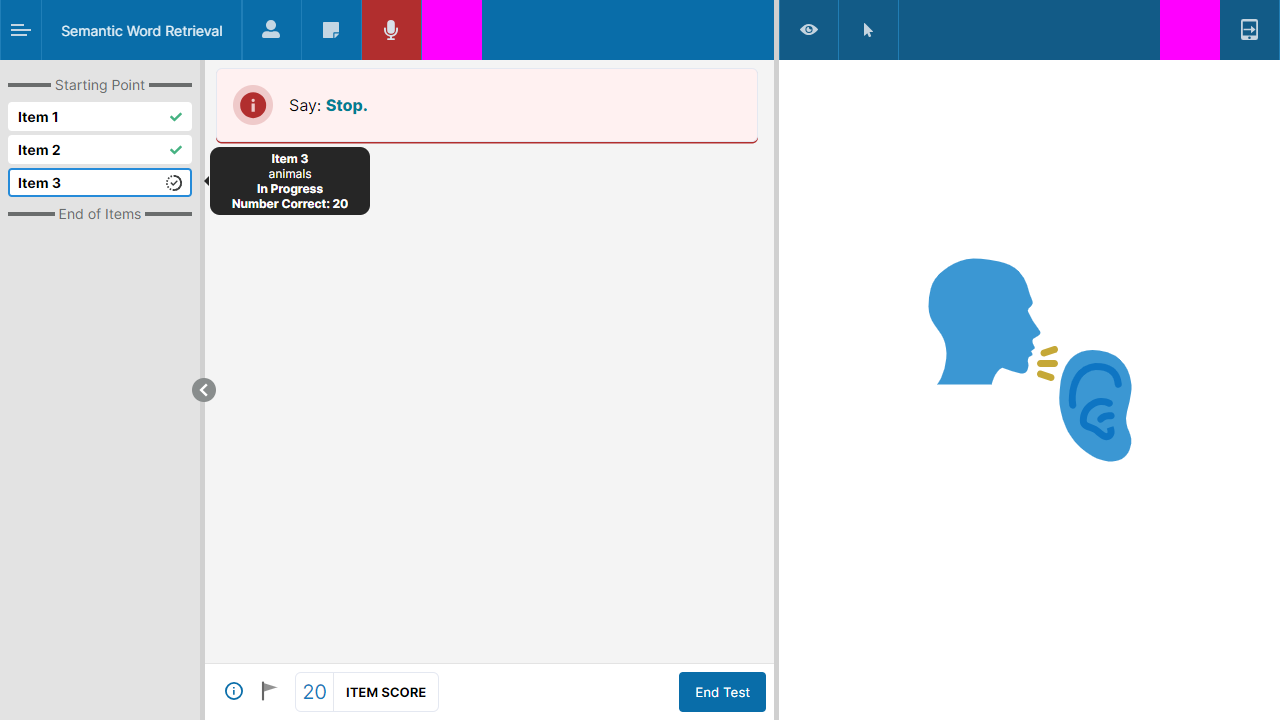 Semantic Word Retrieval
Starting Point
Item 1
Item 2
Item 3
End of Items
Say: Stop.
Item 3
animals
In Progress
Number Correct: 20
20 ITEM SCORE
End Test